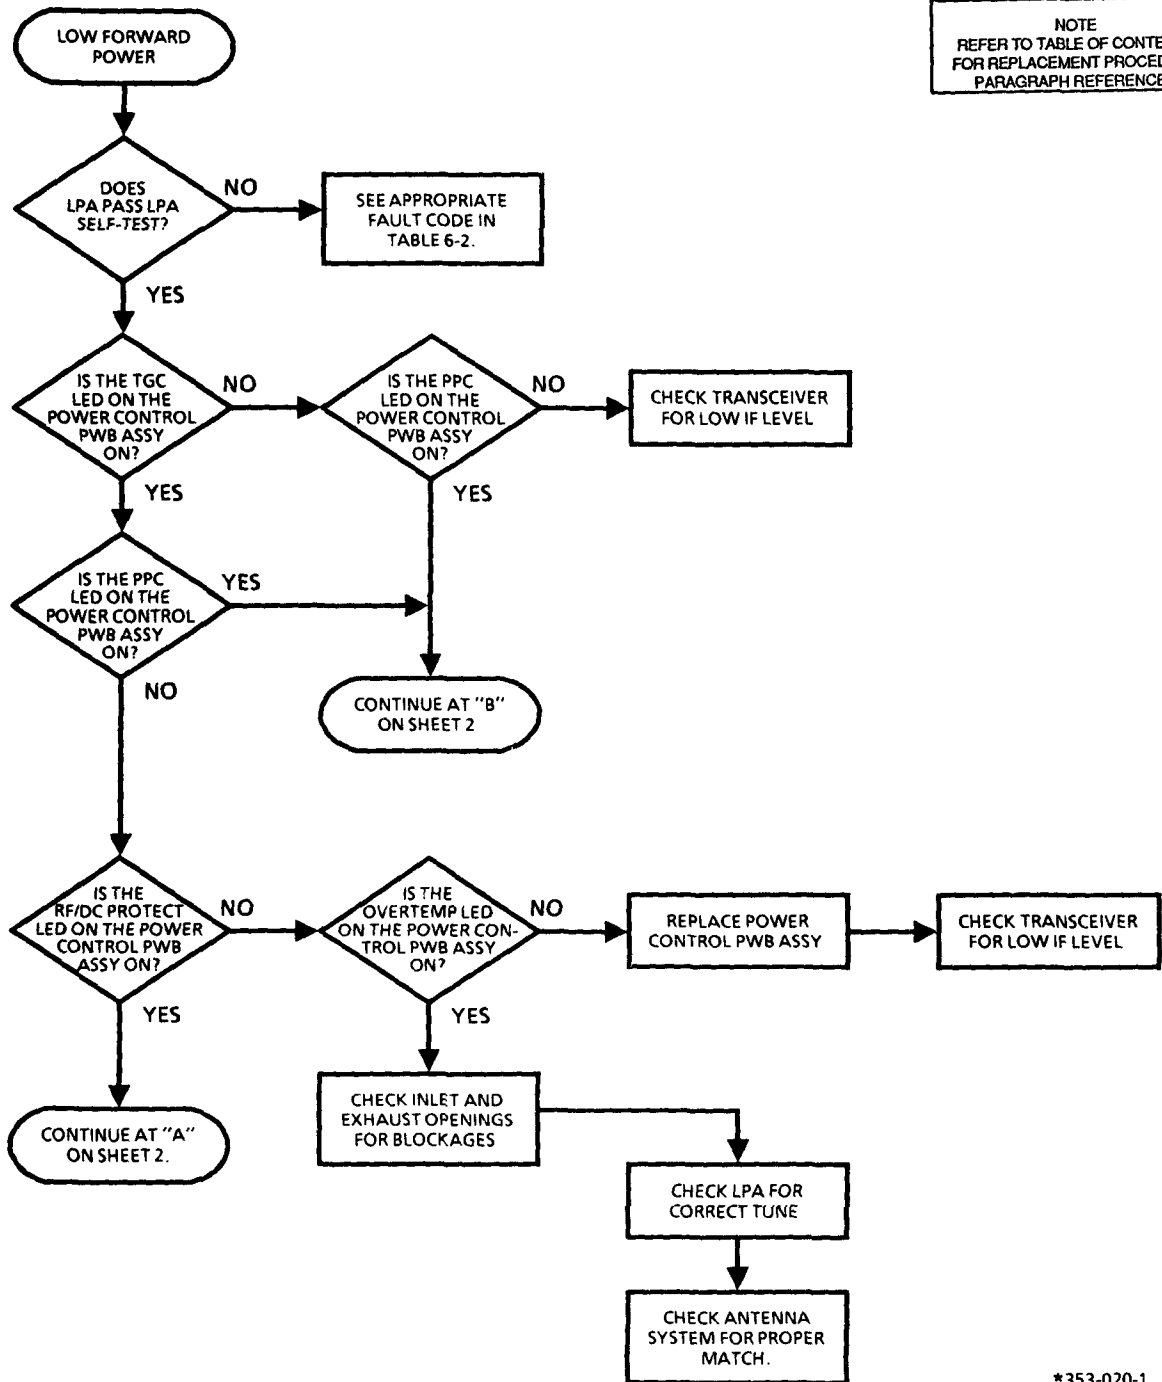 LOW FORWARD
POWER
NOTE
REFER TO TABLE OF
FOR REPLACEMENT
PARAGRAPH
DOES
LPA PASS LPA
SELF-TEST?
NO
SEE APPROPRIATE
FAULT CODE IN
TABLE 6-2.
YES
IS THE TGC
LED ON THE
POWER CONTROL
PWB ASSY
ON?
NO
IS THE PPC
LED ON THE
POWER CONTROL
PWB ASSY
ON?
NO
CHECK TRANSCEIVER
FOR LOW IF LEVEL
YES
YES
IS THE PPC
LED ON THE
POWER CONTROL
PWB ASSY
ON?
YES
NO
CONTINUE AT "B"
ON SHEET 2
IS THE
RF/DC PROTECT
LED ON THE POWER
CONTROL PWB
ASSY ON?
NO
IS THE
OVERTEMP LED
ON THE POWER CON-
TROL PWB ASSY
ON?
NO
REPLACE POWER
CONTROL PWB ASSY
CHECK TRANSCEIVER
FOR LOW IF LEVEL
YES
YES
CONTINUE AT "A"
ON SHEET 2.
CHECK INLET AND
EXHAUST OPENINGS
FOR BLOCKAGES
CHECK LPA FOR
CORRECT TUNE
CHECK ANTENNA
SYSTEM FOR PROPER
MATCH.
*353-020-1